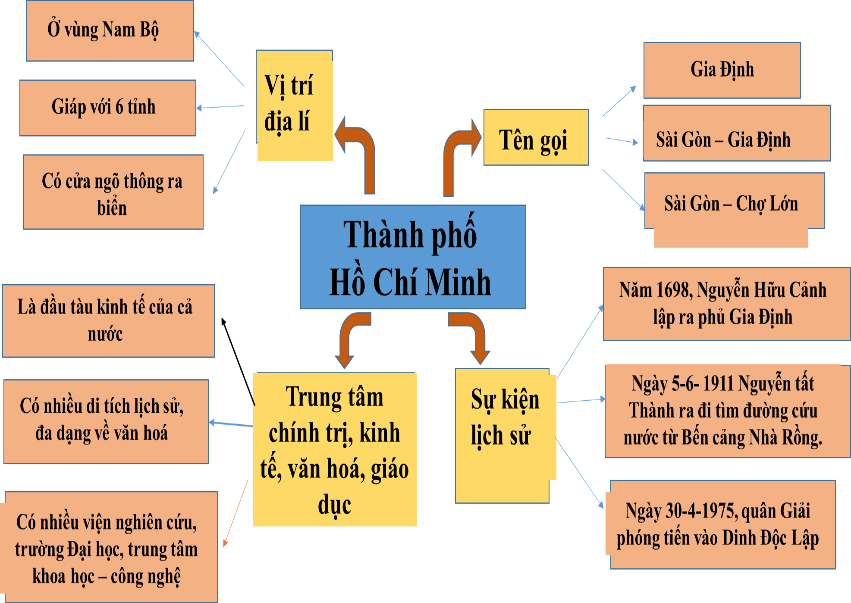 Thành phố
Hồ Chí Minh
Vị trí
địa lí
Ở vùng Nam Bộ
Giáp với 6 tỉnh
Có cửa ngõ thông ra
biển
Tên gọi
Gia Định
Sài Gòn – Gia Định
Sài Gòn – Chợ Lớn
Trung tâm
chính trị, kinh
tế, văn hoá, giáo
dục
Là đầu tàu kinh tế của cả
nước
Có nhiều di tích lịch sử,
đa dạng về văn hoá
Có nhiều viện nghiên cứu,
trường Đại học, trung tâm
khoa học – công nghệ
Sự kiện
lịch sử
Năm 1698, Nguyễn Hữu Cảnh
lập ra phủ Gia Định
Ngày 5-6- 1911 Nguyễn tất
Thành ra đi tìm đường cứu
nước từ Bến cảng Nhà Rồng.
Ngày 30-4-1975, quân Giải
phóng tiến vào Dinh Độc Lập